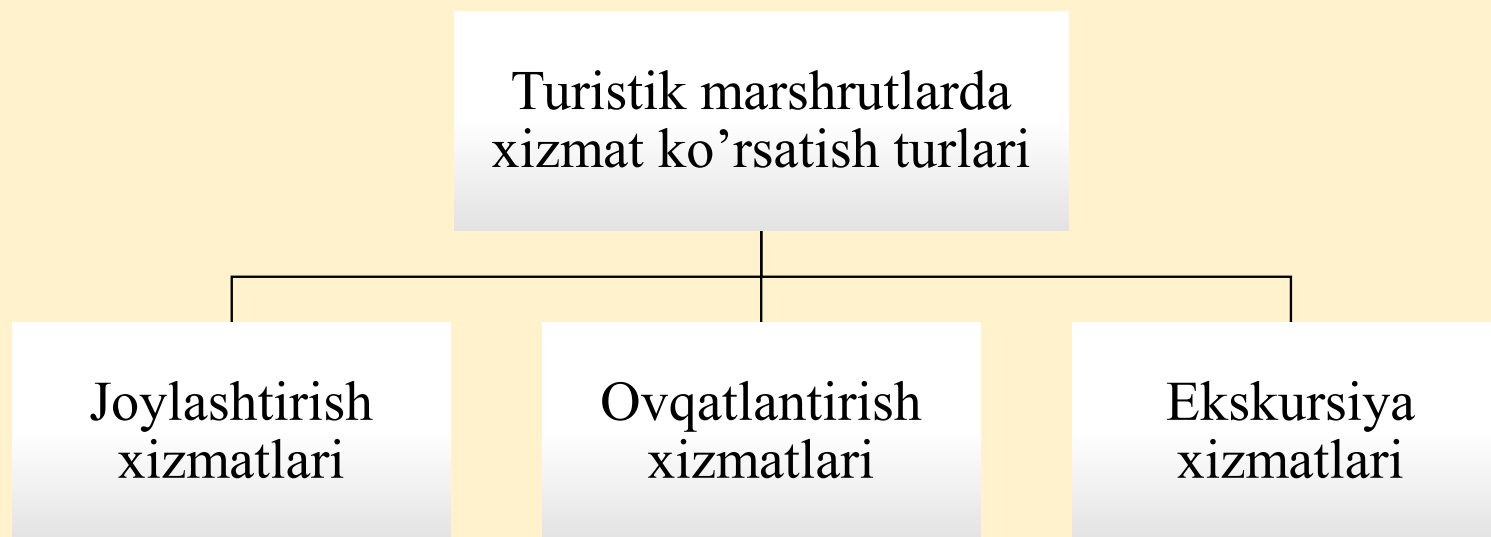 Turistik marshrutlarda
xizmat ko’rsatish turlari
Joylashtirish
xizmatlari
Ovqatlantirish
xizmatlari
Ekskursiya
xizmatlari